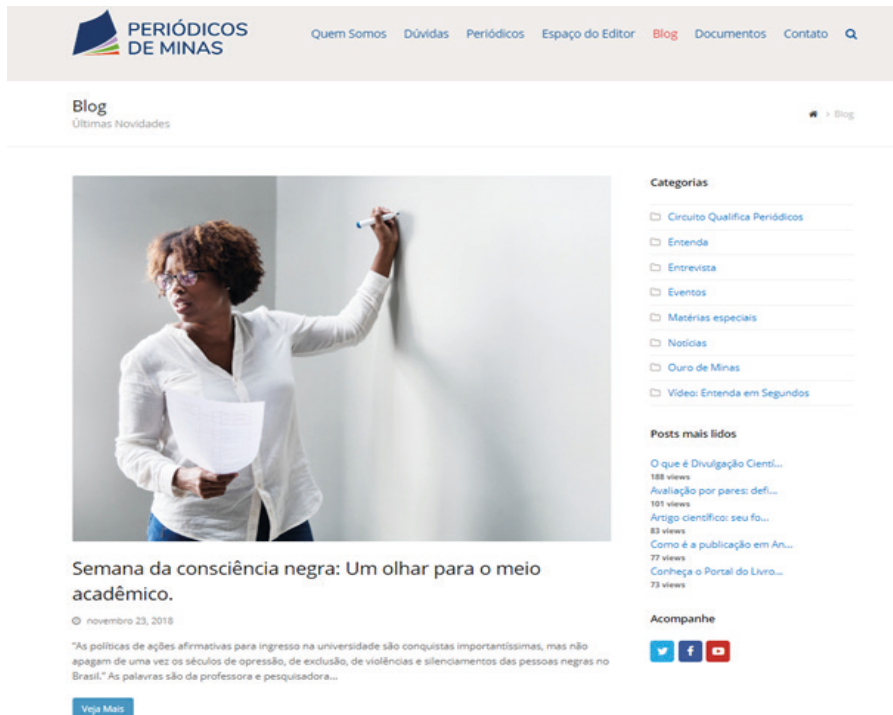 PERIÓDICOS
DE MINAS
Quem Somos Dúvidas Periódicos Espaço do Editor Blog Documentos Contato
Blog
Últimas Novidades
> Blog
Semana da consciência negra: Um olhar para o meio
acadêmico.
novembro 23, 2018
"As políticas de ações afirmativas para ingresso na universidade são conquistas importantíssimas, mas não
apagam de uma vez os séculos de opressão, de exclusão, de violências e silenciamentos das pessoas negras no
Brasil." As palavras são da professora e pesquisadora...
Veja Mais
Categorias
Circuito Qualifica Periódicos
Entenda
Entrevista
Eventos
Matérias especiais
Notícias
Ouro de Minas
Vídeo: Entenda em Segundos
Posts mais lidos
O que é Divulgação Cientí...
188 views
Avaliação por pares: defi...
101 views
Artigo científico: seu fo...
83 views
Como é a publicação em An...
77 views
Conheça o Portal do Livro...
73 views
Acompanhe